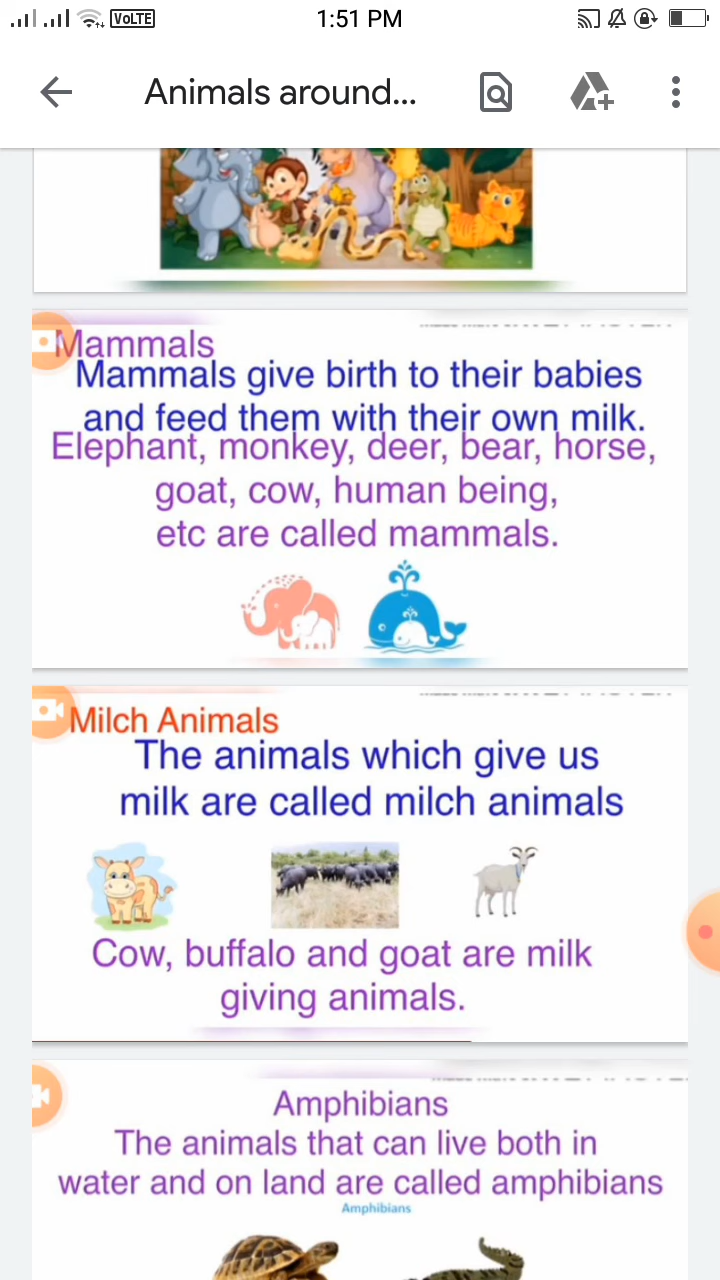 VoLTE
1:51 PM
Animals around...
Mammals
Mammals give birth to their babies
and feed them with their own milk.
Elephant, monkey, deer, bear, horse,
goat, cow, human being,
etc are called mammals.
Milch Animals
The animals which give us
milk are called milch animals
Cow, buffalo and goat are milk
giving animals.
Amphibians
The animals that can live both in
water and on land are called amphibians
Amphibians